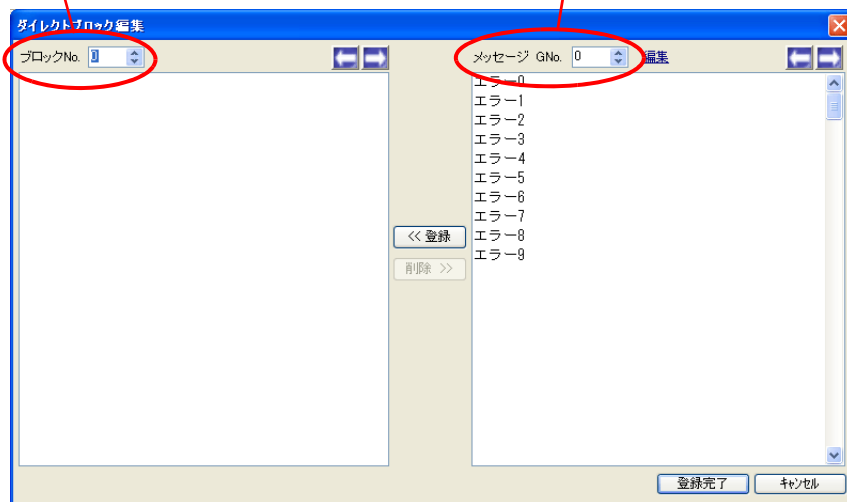 ダイレクトブロック編集
ブロックNo. 0
メッセージ GNo. 0 編集
エラー0
エラー1
エラー2
エラー3
エラー4
エラー5
エラー6
エラー7
エラー8
エラー9
<< 登録
削除 >>
登録完了 キャンセル